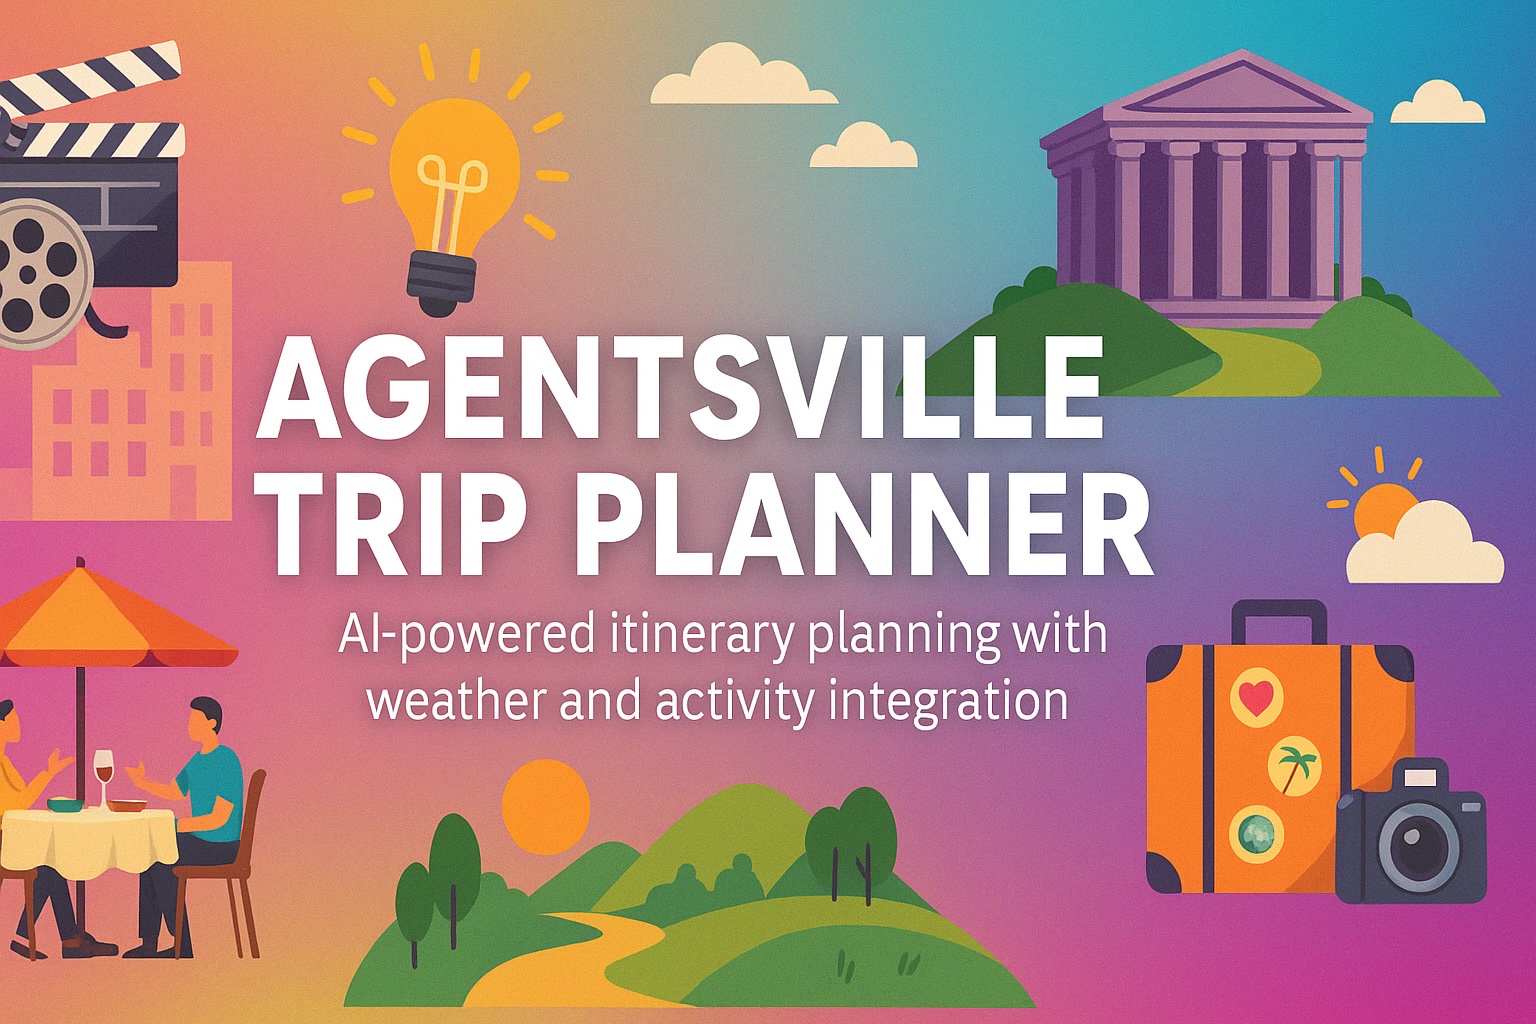 AGENTSVILLE
TRIP PLANNER
AI-powered itinerary planning with
weather and activity integration